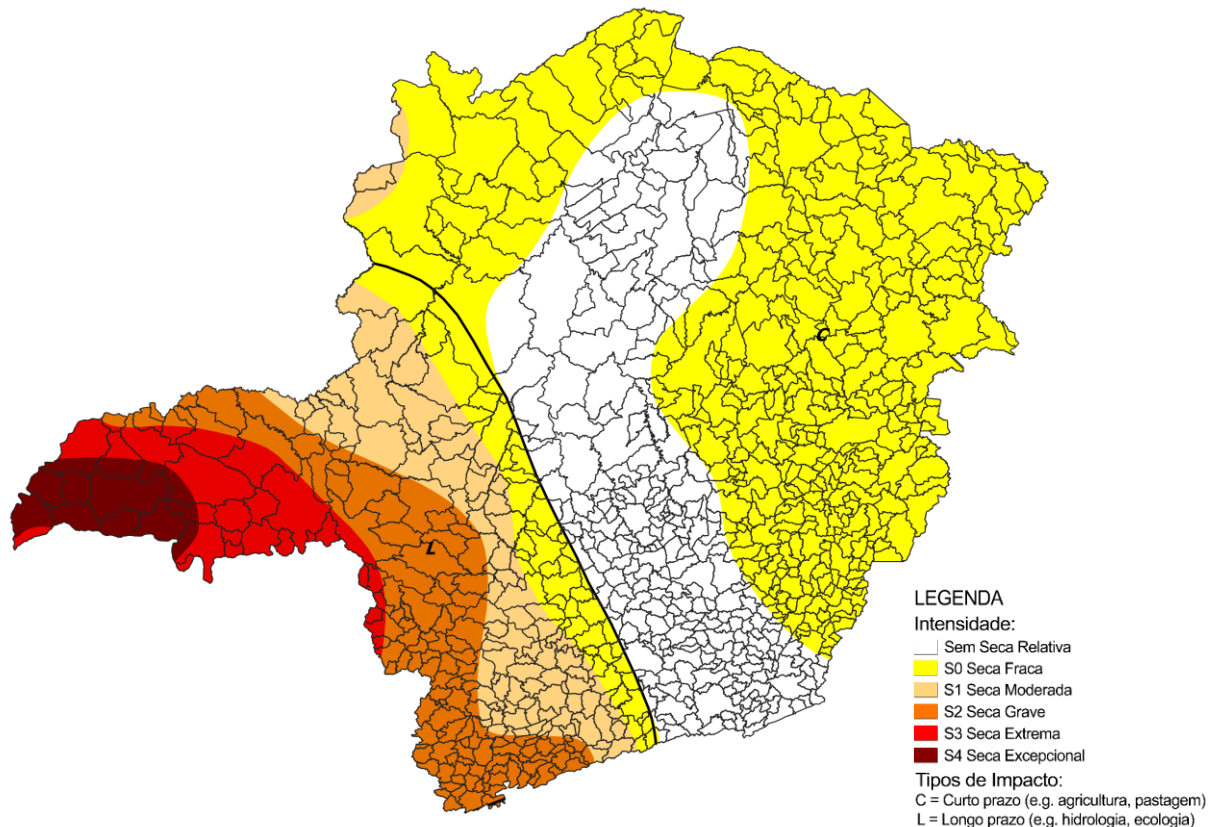 C
L
LEGENDA
Intensidade:
Sem Seca Relativa
S0 Seca Fraca
S1 Seca Moderada
S2 Seca Grave
S3 Seca Extrema
S4 Seca Excepcional
Tipos de Impacto:
C = Curto prazo (e.g. agricultura, pastagem)
L = Longo prazo (e.g. hidrologia, ecologia)